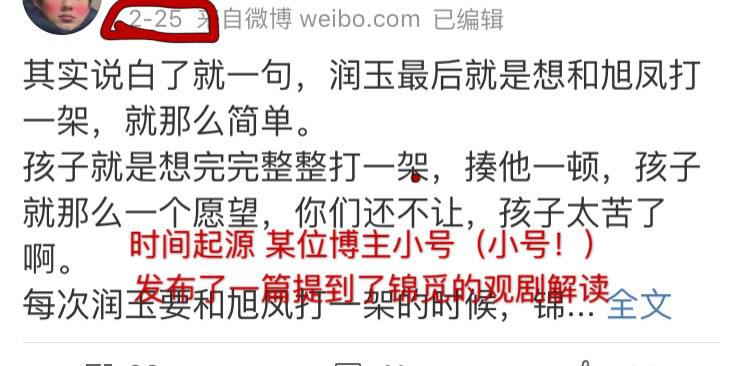 2-25 来自微博 weibo.com 已编辑
其实说白了就一句，润玉最后就是想和旭凤打
一架，就那么简单。
孩子就是想完完整整打一架，揍他一顿，孩子
就那么一个愿望，你们还不让，孩子太苦了
啊。
时间起源 某位博主小号（小号！）
发布了一篇提到了锦觅的观剧解读
每次润玉要和旭凤打一架的时候，锦... 全文